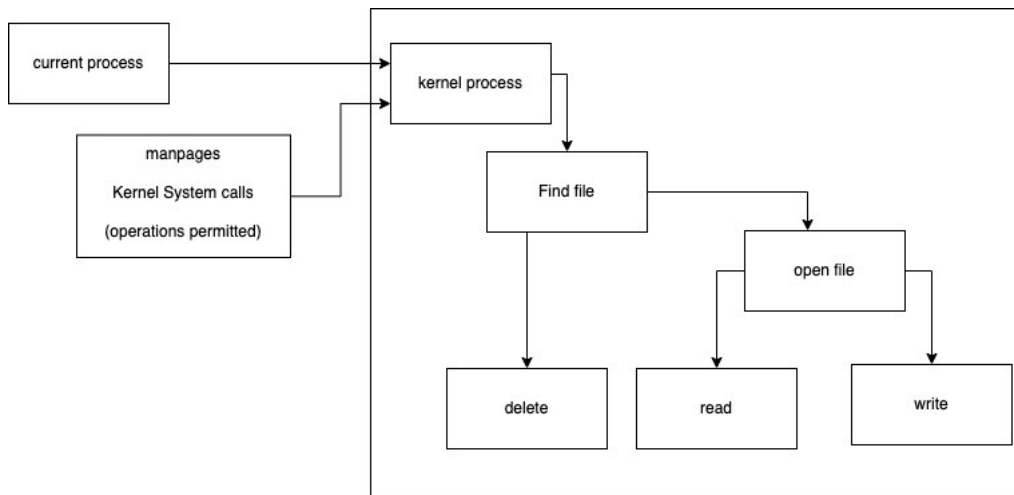 current process
kernel process
manpages
Kernel System calls
(operations permitted)
Find file
open file
delete
read
write